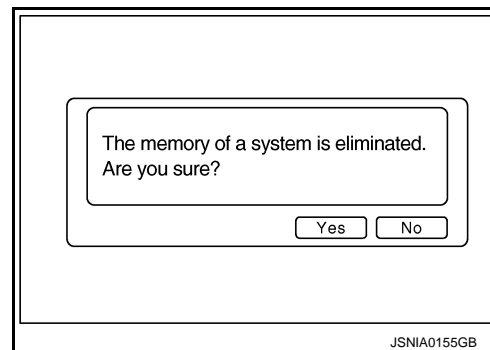 The memory of a system is eliminated.
Are you sure?
Yes No
JSNIA0155GB